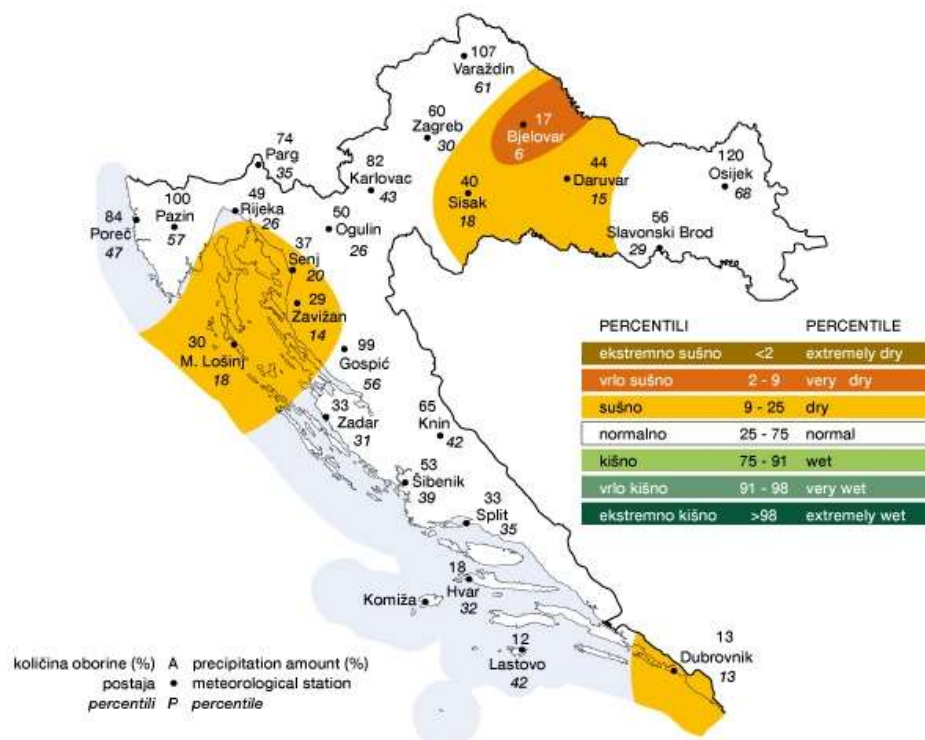 107
Varaždin
61
60
Zagreb
30
17
Bjelovar
6
74
Parg
35
82
Karlovac
43
40
Sisak
18
44
Daruvar
15
120
Osijek
68
84
Poreč
47
100
Pazin
57
49
Rijeka
26
50
Ogulin
26
56
Slavonski Brod
29
37
Senj
20
29
Zavižan
14
30
M. Lošinj
18
99
Gospić
56
33
Zadar
31
65
Knin
42
53
Šibenik
39
33
Split
35
18
Hvar
32
Komiža
12
Lastovo
42
13
Dubrovnik
13
PERCENTILI PERCENTILE
ekstremno sušno <2 extremely dry
vrlo sušno 2 - 9 very dry
sušno 9 - 25 dry
normalno 25 - 75 normal
kišno 75 - 91 wet
vrlo kišno 91 - 98 very wet
ekstremno kišno >98 extremely wet
količina oborine (%) A precipitation amount (%)
postaja • meteorological station
percentili P percentile